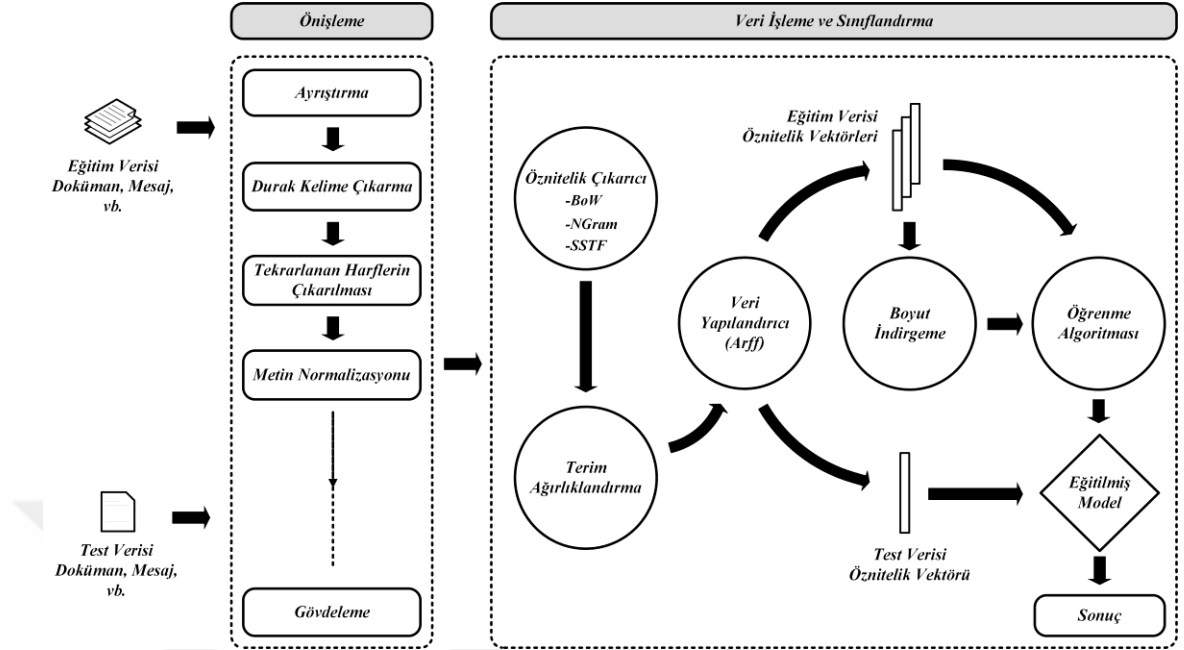 Önişleme
Veri İşleme ve Sınıflandırma
Eğitim Verisi
Doküman, Mesaj,
vb.
Test Verisi
Doküman, Mesaj,
vb.
Ayrıştırma
Durak Kelime Çıkarma
Tekrarlanan Harflerin
Çıkarılması
Metin Normalizasyonu
Gövdeleme
Öznitelik Çıkarıcı
-BoW
-NGram
-SSTF
Terim
Ağırlıklandırma
Veri
Yapılandırıcı
(Arff)
Eğitim Verisi
Öznitelik Vektörleri
Boyut
İndirgeme
Öğrenme
Algoritması
Test Verisi
Öznitelik Vektörü
Eğitilmiş
Model
Sonuç